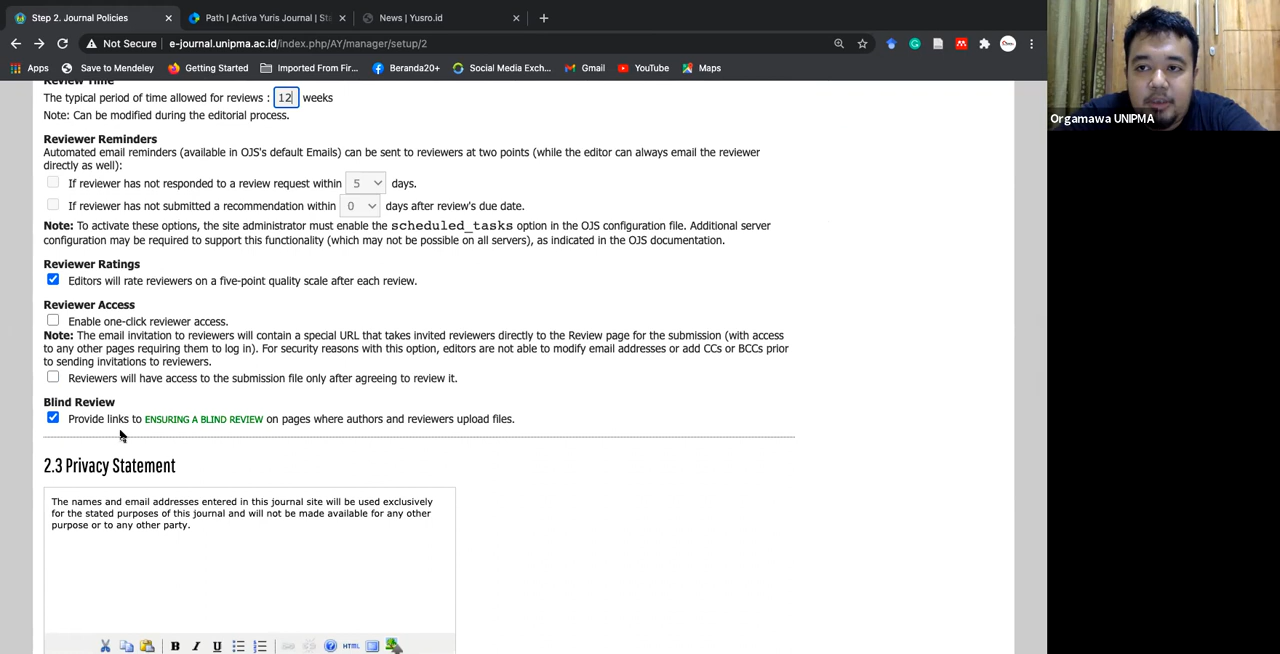 Step 2. Journal Policies
Path | Activa Yuris Journal | Sta
News | Yusro.id
Not Secure
e-journal.unipma.ac.id/index.php/AY/manager/setup/2
Apps
Save to Mendeley
Getting Started
Imported From Fir...
Beranda20+
Social Media Exch...
Gmail
YouTube
Maps
Review Time
The typical period of time allowed for reviews : 12 weeks
Note: Can be modified during the editorial process.
Reviewer Reminders
Automated email reminders (available in OJS's default Emails) can be sent to reviewers at two points (while the editor can always email the reviewer
directly as well):
If reviewer has not responded to a review request within 5 days.
If reviewer has not submitted a recommendation within 0 days after review's due date.
Note: To activate these options, the site administrator must enable the scheduled_tasks option in the OJS configuration file. Additional server
configuration may be required to support this functionality (which may not be possible on all servers), as indicated in the OJS documentation.
Reviewer Ratings
Editors will rate reviewers on a five-point quality scale after each review.
Reviewer Access
Enable one-click reviewer access.
Note: The email invitation to reviewers will contain a special URL that takes invited reviewers directly to the Review page for the submission (with access
to any other pages requiring them to log in). For security reasons with this option, editors are not able to modify email addresses or add CCs or BCCs prior
to sending invitations to reviewers.
Reviewers will have access to the submission file only after agreeing to review it.
Blind Review
Provide links to ENSURING A BLIND REVIEW on pages where authors and reviewers upload files.
2.3 Privacy Statement
The names and email addresses entered in this journal site will be used exclusively
for the stated purposes of this journal and will not be made available for any other
purpose or to any other party.
B I U
HTML
Orgamawa UNIPMA